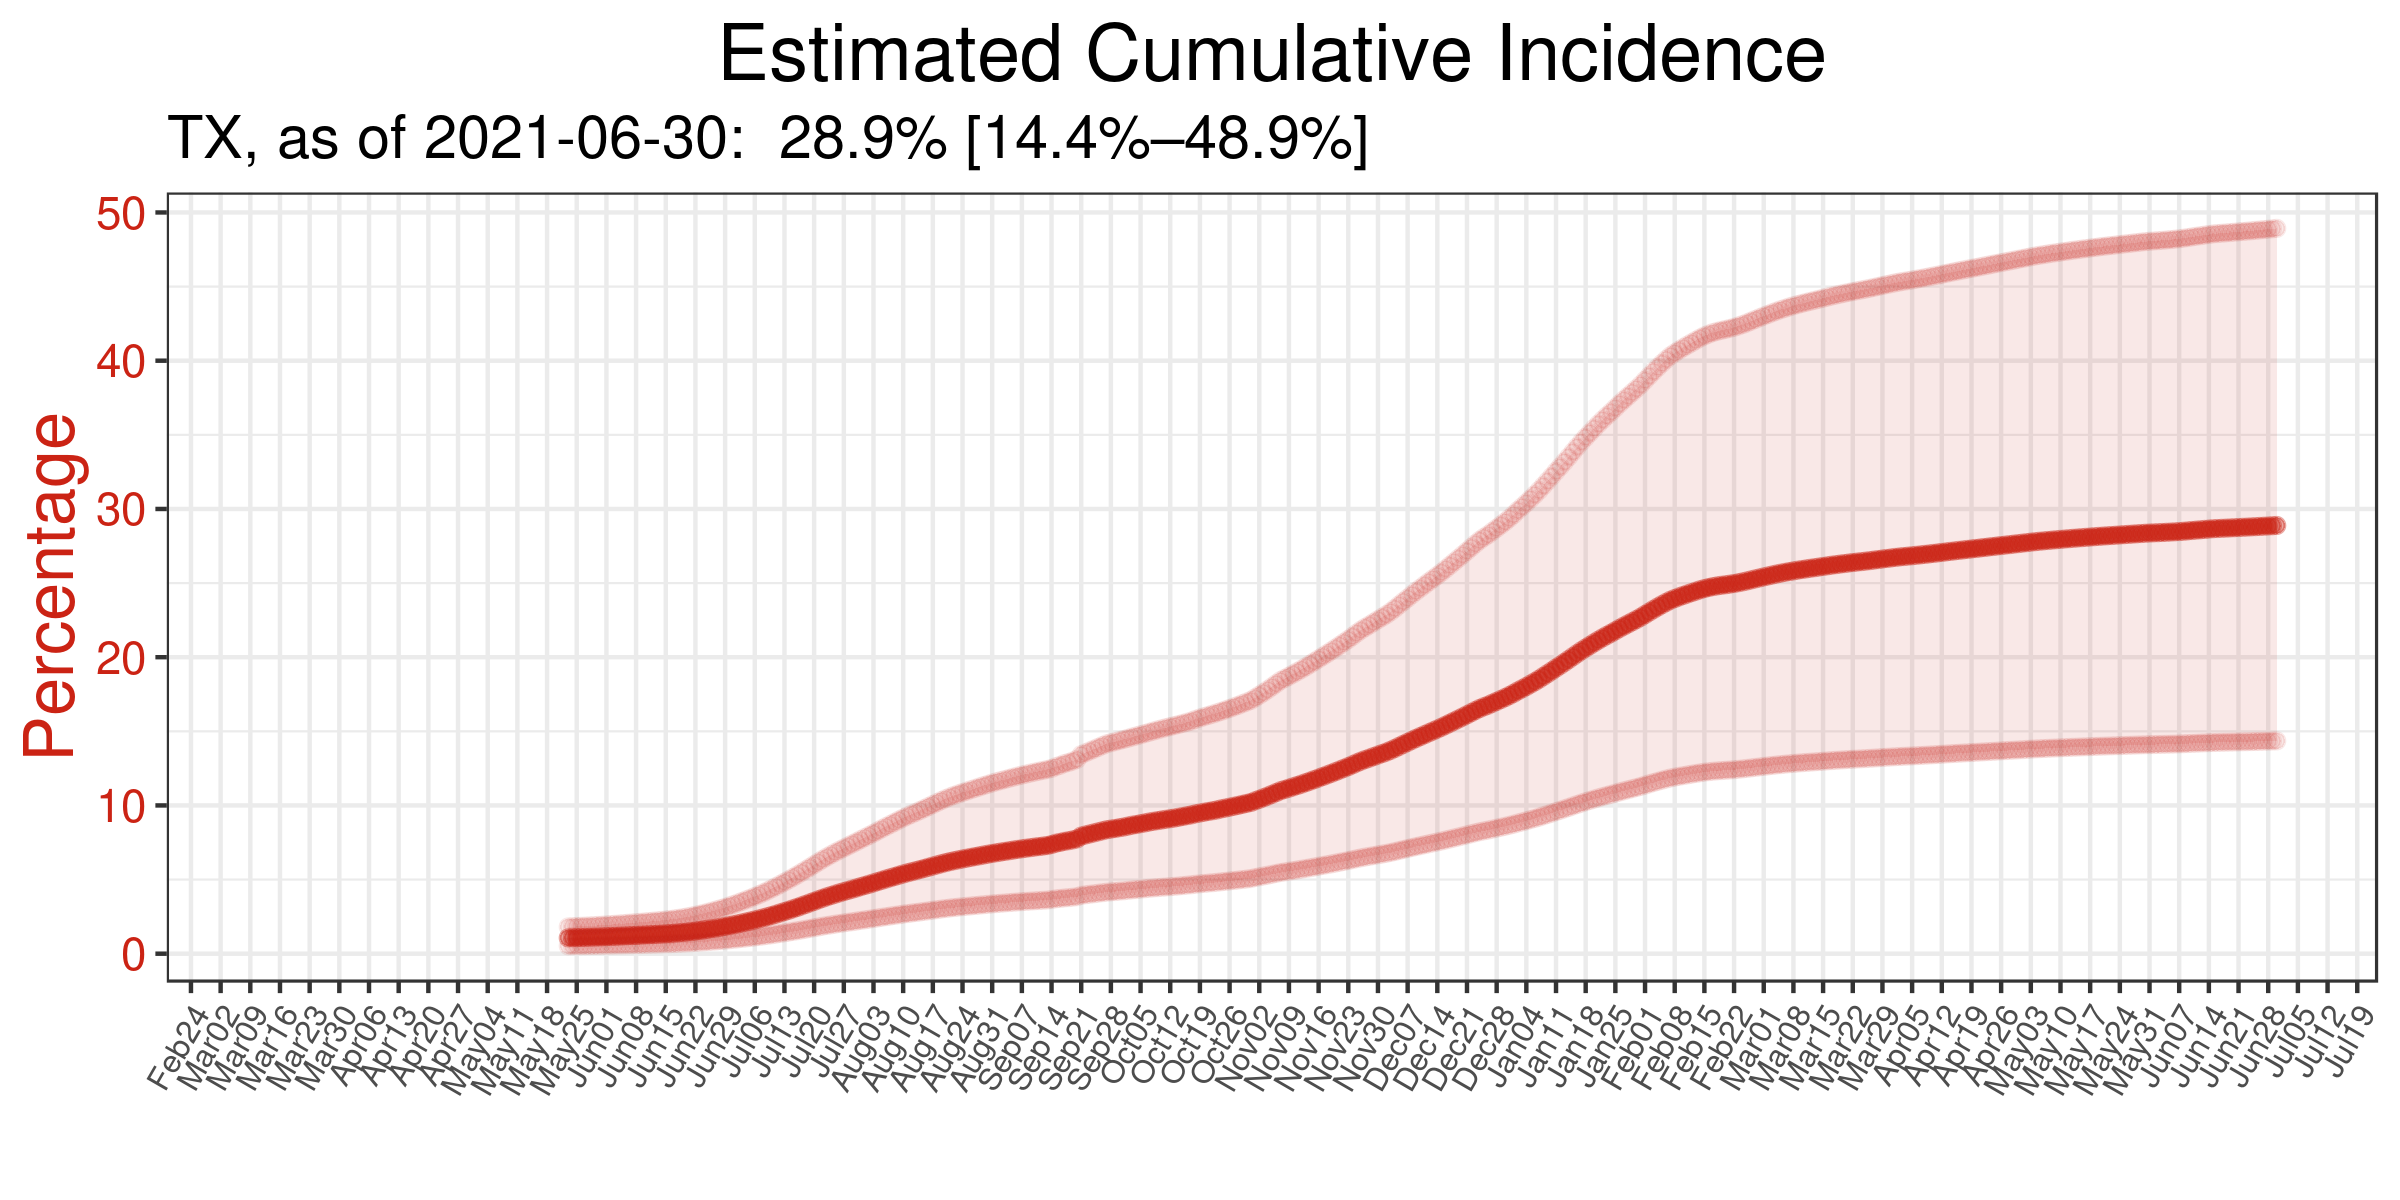 Estimated Cumulative Incidence
TX, as of 2021-06-30:  28.9% [14.4%–48.9%]
Percentage
50
40
30
20
10
0
Feb24
Mar02
Mar09
Mar16
Mar23
Mar30
Apr06
Apr13
Apr20
Apr27
May04
May11
May18
May25
Jun01
Jun08
Jun15
Jun22
Jun29
Jul06
Jul13
Jul20
Jul27
Aug03
Aug10
Aug17
Aug24
Aug31
Sep07
Sep14
Sep21
Sep28
Oct05
Oct12
Oct19
Oct26
Nov02
Nov09
Nov16
Nov23
Nov30
Dec07
Dec14
Dec21
Dec28
Jan04
Jan11
Jan18
Jan25
Feb01
Feb08
Feb15
Feb22
Mar01
Mar08
Mar15
Mar22
Mar29
Apr05
Apr12
Apr19
Apr26
May03
May10
May17
May24
May31
Jun07
Jun14
Jun21
Jun28
Jul05
Jul12
Jul19